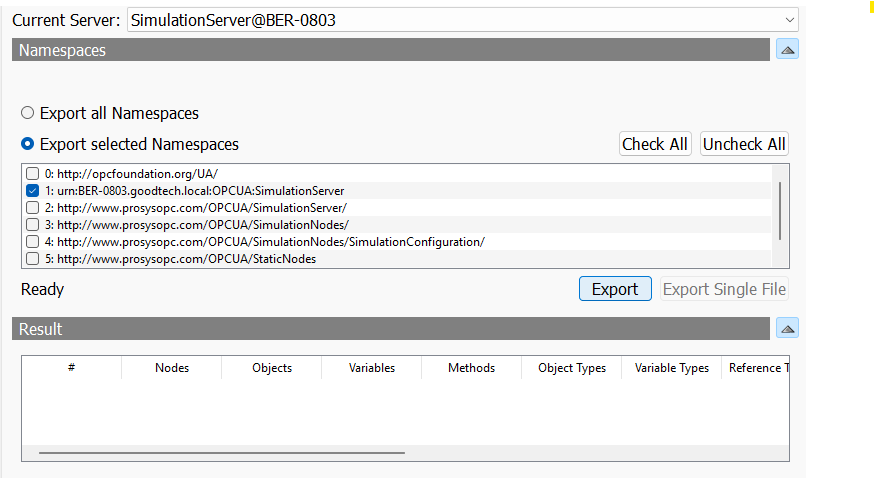 Current Server: SimulationServer@BER-0803
Namespaces
Export all Namespaces
Export selected Namespaces Check All Uncheck All
0: http://opcfoundation.org/UA/
1: urn:BER-0803.goodtech.local:OPCUA:SimulationServer
2: http://www.prosysopc.com/OPCUA/SimulationServer/
3: http://www.prosysopc.com/OPCUA/SimulationNodes/
4: http://www.prosysopc.com/OPCUA/SimulationNodes/SimulationConfiguration/
5: http://www.prosysopc.com/OPCUA/StaticNodes
Ready Export Export Single File
Result
# Nodes Objects Variables Methods Object Types Variable Types Reference T